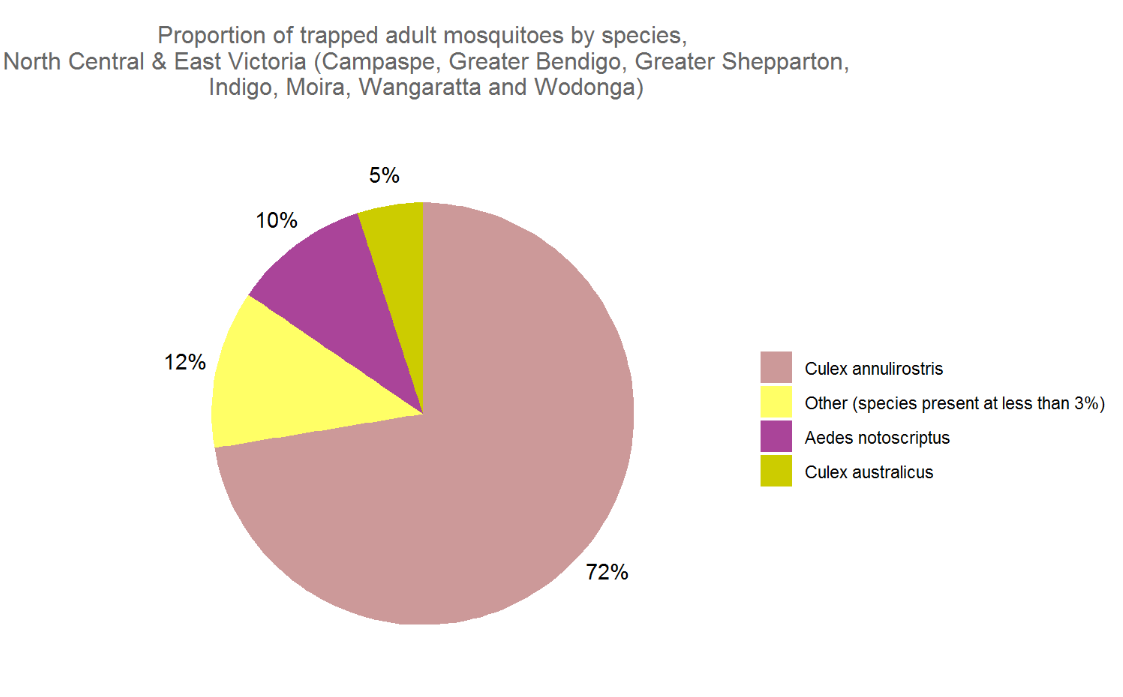 Proportion of trapped adult mosquitoes by species,
North Central & East Victoria (Campaspe, Greater Bendigo, Greater Shepparton,
Indigo, Moira, Wangaratta and Wodonga)
5%
10%
12%
72%
Culex annulirostris
Other (species present at less than 3%)
Aedes notoscriptus
Culex australicus